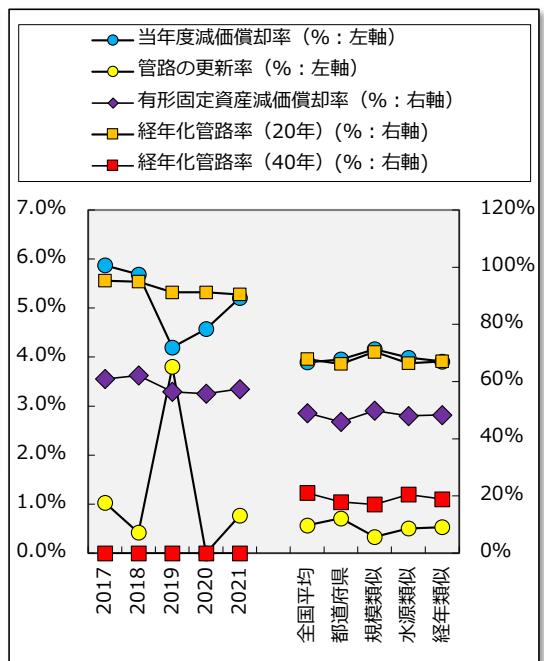 当年度減価償却率（%：左軸）
管路の更新率（%：左軸）
有形固定資産減価償却率（%：右軸）
経年化管路率（20年）(%：右軸)
経年化管路率（40年）(%：右軸)
7.0%
6.0%
5.0%
4.0%
3.0%
2.0%
1.0%
0.0%
120%
100%
80%
60%
40%
20%
0%
2017
2018
2019
2020
2021
全国平均
都道府県
規模類似
水源類似
経年類似